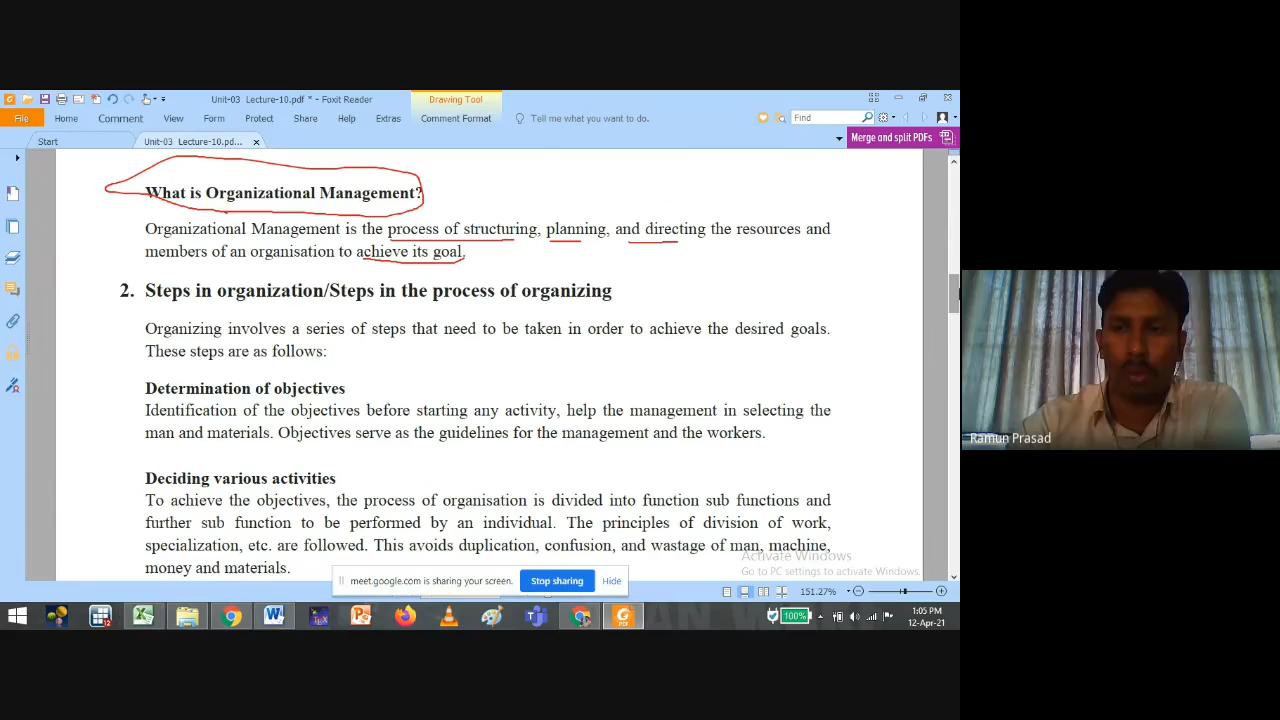 Unit-03 Lecture-10.pdf * - Foxit Reader
Drawing Tool
File Home Comment View Form Protect Share Help Extras Comment Format Tell me what you want to do. Find
Start Unit-03 Lecture-10.pd... Merge and split PDFs
What is Organizational Management?
Organizational Management is the process of structuring, planning, and directing the resources and
members of an organisation to achieve its goal.
2. Steps in organization/Steps in the process of organizing
Organizing involves a series of steps that need to be taken in order to achieve the desired goals.
These steps are as follows:
Determination of objectives
Identification of the objectives before starting any activity, help the management in selecting the
man and materials. Objectives serve as the guidelines for the management and the workers.
Deciding various activities
To achieve the objectives, the process of organisation is divided into function sub functions and
further sub function to be performed by an individual. The principles of division of work,
specialization, etc. are followed. This avoids duplication, confusion, and wastage of man, machine,
money and materials.
Activate Windows
Go to PC settings to activate Windows.
meet.google.com is sharing your screen. Stop sharing Hide
151.27%
100%
1:05 PM
12-Apr-21
Ramun Prasad